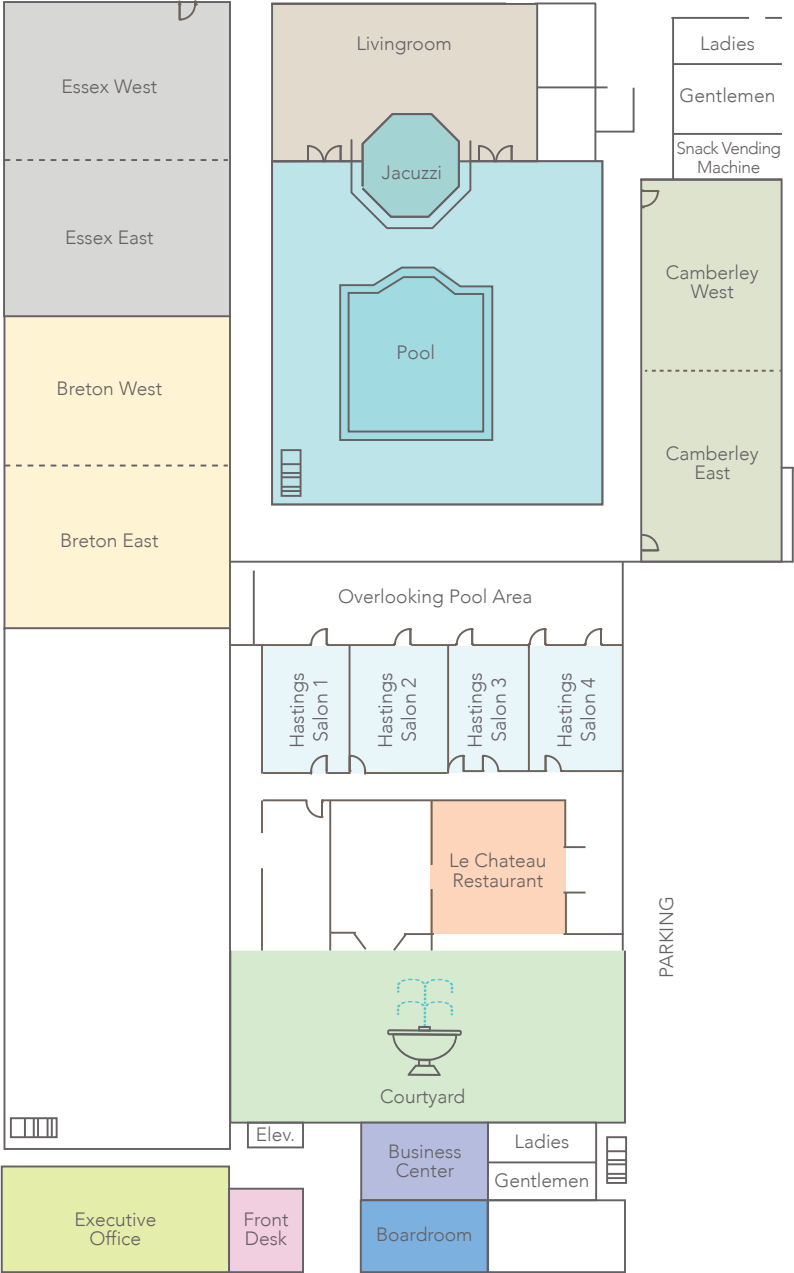 Essex West
Essex East
Breton West
Breton East
Livingroom
Jacuzzi
Pool
Ladies
Gentlemen
Snack Vending
Machine
Camberley
West
Camberley
East
Overlooking Pool Area
Hastings
Salon 1
Hastings
Salon 2
Hastings
Salon 3
Hastings
Salon 4
Le Chateau
Restaurant
PARKING
Courtyard
Elev.
Business
Center
Ladies
Gentlemen
Executive
Office
Front
Desk
Boardroom